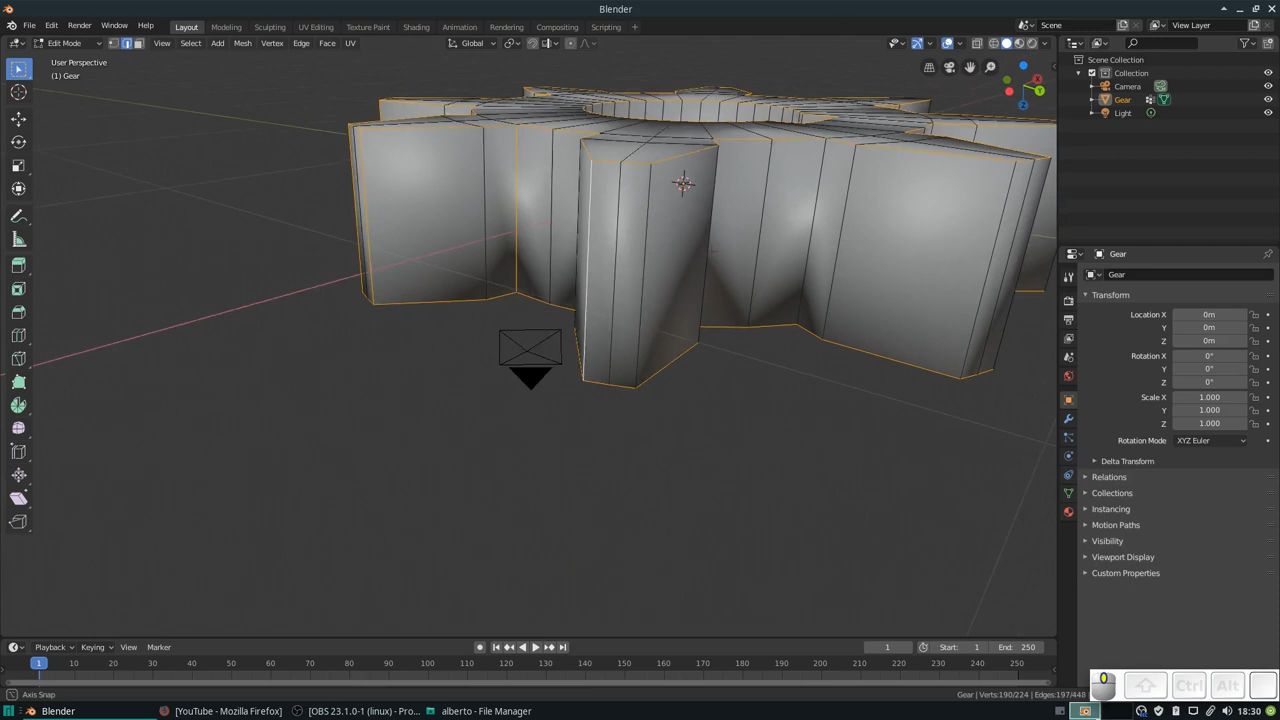 Blender
File Edit Render Window Help Layout Modeling Sculpting UV Editing Texture Paint Shading Animation Rendering Compositing Scripting + Scene View Layer
Edit Mode View Select Add Mesh Vertex Edge Face UV Global
User Perspective
(1) Gear
X
Y
Z
Scene Collection
Collection
Camera
Gear
Light
Gear
Gear
Transform
Location X 0m
Y 0m
Z 0m
Rotation X 0°
Y 0°
Z 0°
Scale X 1.000
Y 1.000
Z 1.000
Rotation Mode XYZ Euler
Delta Transform
Relations
Collections
Instancing
Motion Paths
Visibility
Viewport Display
Custom Properties
Playback Keying View Marker 1 Start: 1 End: 250
1 10 20 30 40 50 60 70 80 90 100 110 120 130 140 150 160 170 180 190 200 210 220 230 240 250
Ctrl Alt
Axis Snap Gear | Verts:190/224 | Edges:197/448 |
Blender [YouTube - Mozilla Firefox] [OBS 23.1.0-1 (linux) - Pro... alberto - File Manager 18:30